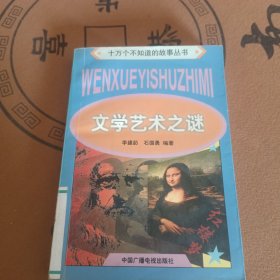 十万个不知道的故事丛书
WENXUEYISHUZHIMI
文学艺术之谜
李建韵 石国勇 编著
中国广播电视出版社